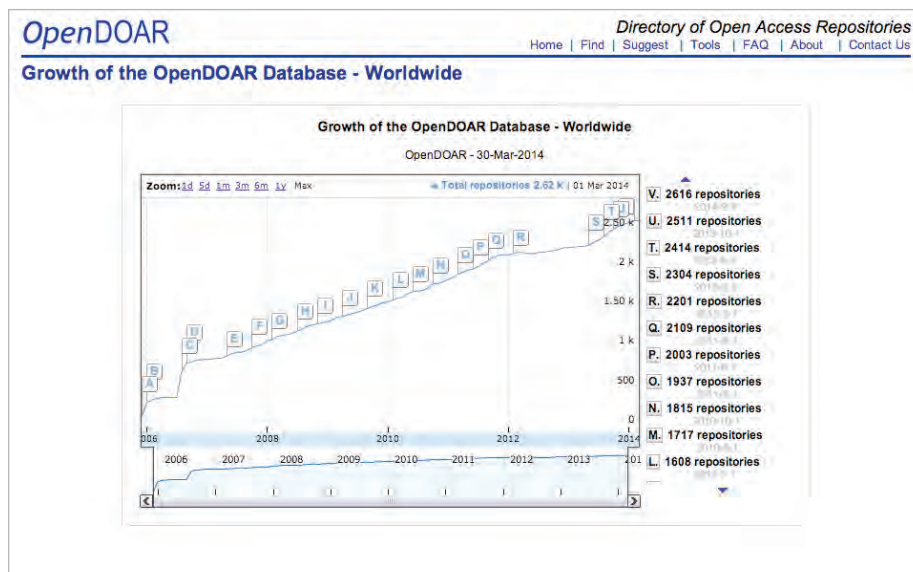 OpenDOAR
Directory of Open Access Repositories
Home | Find | Suggest | Tools | FAQ | About | Contact Us
Growth of the OpenDOAR Database - Worldwide
Growth of the OpenDOAR Database - Worldwide
OpenDOAR - 30-Mar-2014
Zoom: 1d 5d 1m 3m 6m 1y Max
Total repositories 2.62 k | 01 Mar 2014
A
B
C
D
E
F
G
H
I
J
K
L
M
N
O
P
Q
R
S
T
U
2.50 k
2 k
1.50 k
1 k
500
0
006 2008 2010 2012 2014
2006 2007 2008 2009 2010 2011 2012 2013 201
V. 2616 repositories
U. 2511 repositories
T. 2414 repositories
S. 2304 repositories
R. 2201 repositories
Q. 2109 repositories
P. 2003 repositories
O. 1937 repositories
N. 1815 repositories
M. 1717 repositories
L. 1608 repositories